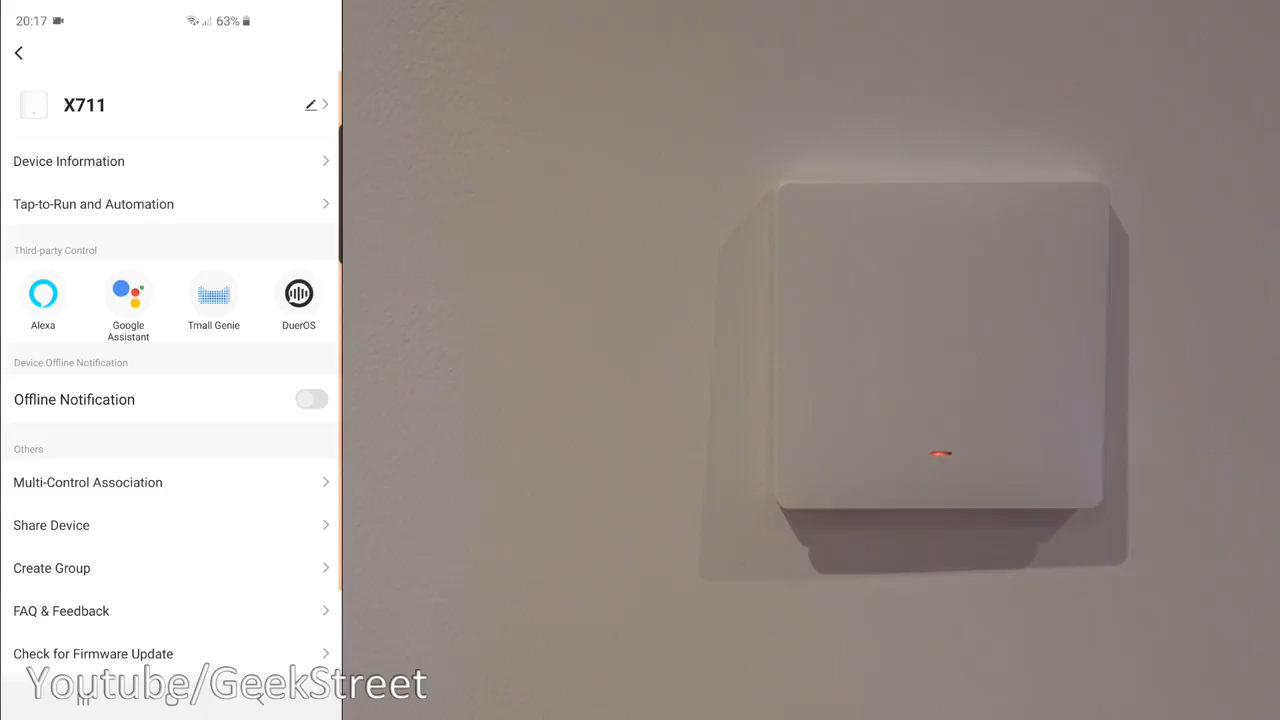 20:17 63%
X711
Device Information
Tap-to-Run and Automation
Third-party Control
Alexa
Google Assistant
Tmall Genie
DuerOS
Device Offline Notification
Offline Notification
Others
Multi-Control Association
Share Device
Create Group
FAQ & Feedback
Check for Firmware Update
Youtube/GeekStreet